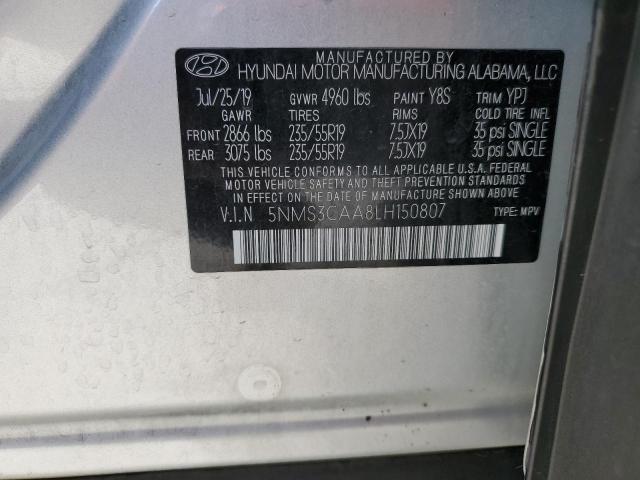 MANUFACTURED BY
HYUNDAI MOTOR MANUFACTURING ALABAMA, LLC
Jul/25/19 GVWR 4960 lbs PAINT Y8S TRIM YPJ
GAWR TIRES RIMS COLD TIRE INFL
FRONT 2866 lbs 235/55R19 7.5JX19 35 psi SINGLE
REAR 3075 lbs 235/55R19 7.5JX19 35 psi SINGLE
THIS VEHICLE CONFORMS TO ALL APPLICABLE U.S.A. FEDERAL
MOTOR VEHICLE SAFETY AND THEFT PREVENTION STANDARDS
IN EFFECT ON THE DATE OF MANUFACTURE SHOWN ABOVE
V.I.N 5NMS3CAA8LH150807 TYPE: MPV